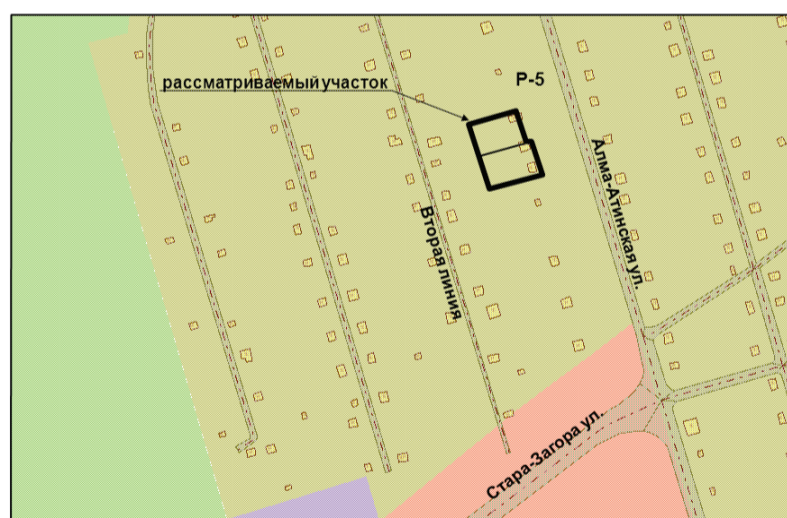 Р-5
рассматриваемый участок
Алма-Атинская ул.
Вторая линия
Стара-Загора ул.